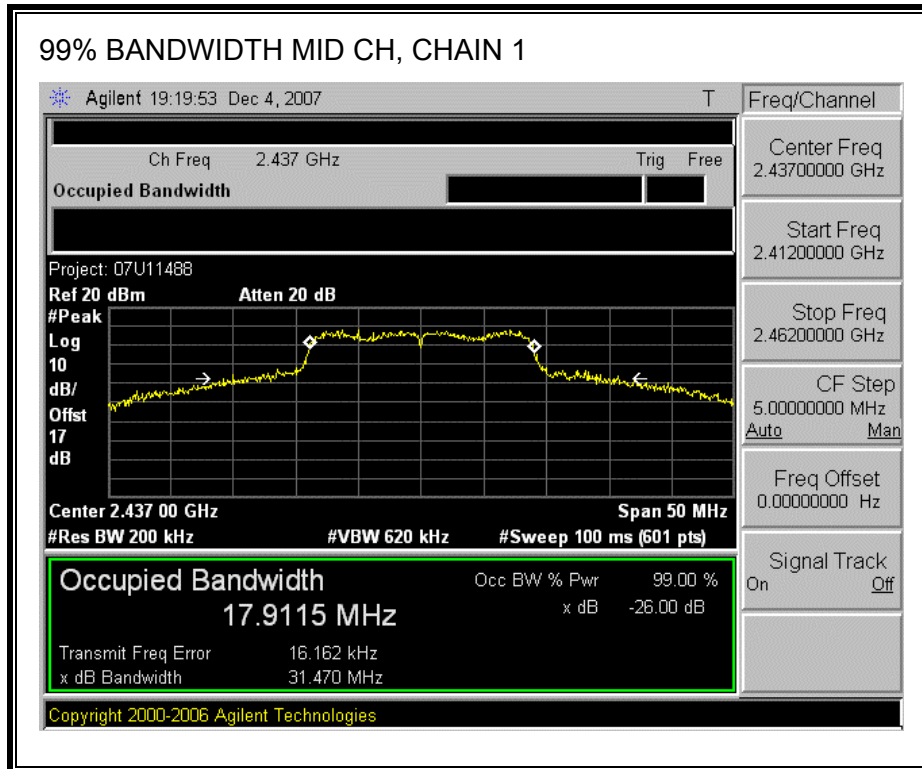 99% BANDWIDTH MID CH, CHAIN 1
Agilent 19:19:53 Dec 4, 2007 T
Freq/Channel
Ch Freq 2.437 GHz Trig Free
Occupied Bandwidth
Center Freq
2.43700000 GHz
Start Freq
2.41200000 GHz
Stop Freq
2.46200000 GHz
CF Step
5.00000000 MHz
Auto Man
Freq Offset
0.00000000 Hz
Signal Track
On Off
Project: 07U11488
Ref 20 dBm Atten 20 dB
#Peak
Log
10
dB/
Offst
17
dB
Center 2.437 00 GHz Span 50 MHz
#Res BW 200 kHz #VBW 620 kHz #Sweep 100 ms (601 pts)
Occupied Bandwidth
17.9115 MHz
Occ BW % Pwr 99.00 %
x dB -26.00 dB
Transmit Freq Error 16.162 kHz
x dB Bandwidth 31.470 MHz
Copyright 2000-2006 Agilent Technologies